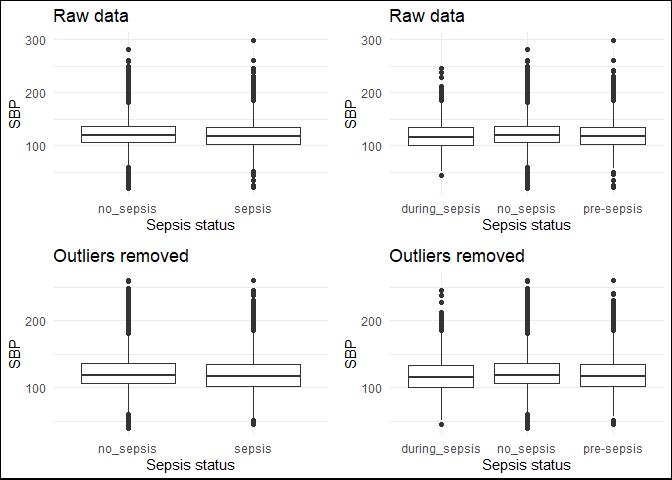 Raw data
SBP
300
200
100
no_sepsis sepsis
Sepsis status
Raw data
SBP
300
200
100
during_sepsis no_sepsis pre-sepsis
Sepsis status
Outliers removed
SBP
200
100
no_sepsis sepsis
Sepsis status
Outliers removed
SBP
200
100
during_sepsis no_sepsis pre-sepsis
Sepsis status